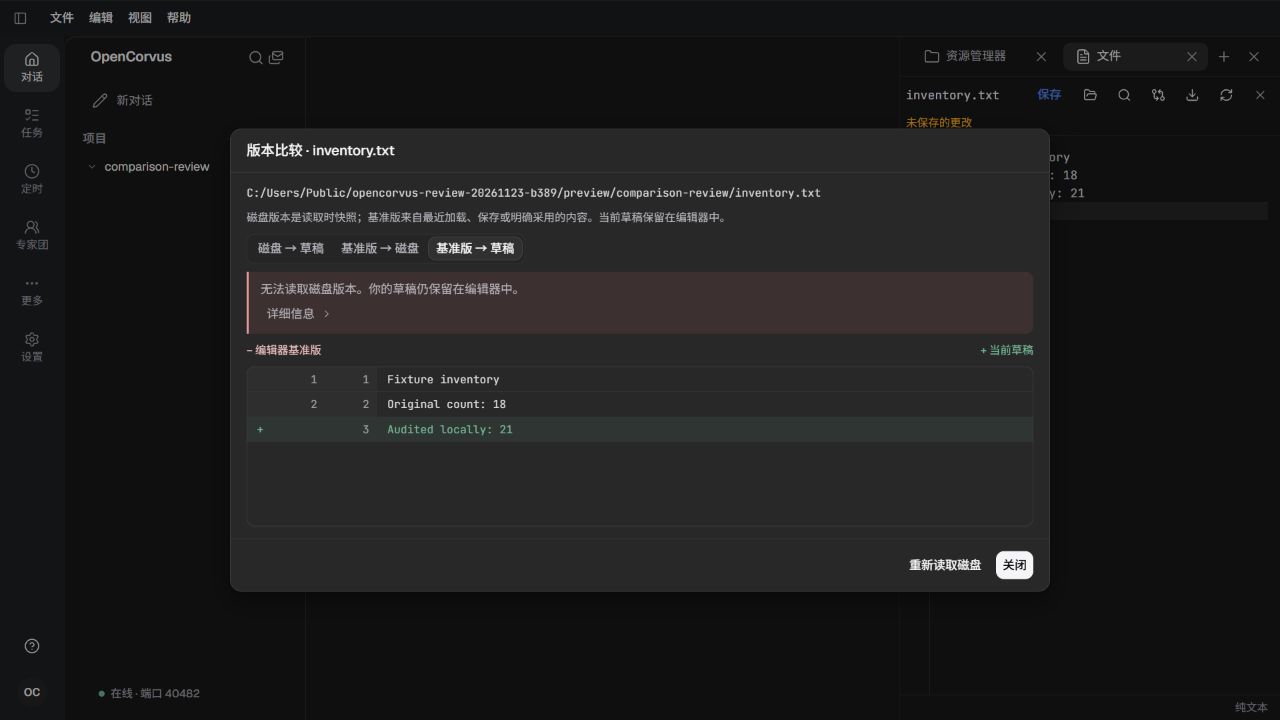 文件 编辑 视图 帮助
对话
任务
定时
专家团
更多
设置
OC
OpenCorvus
新对话
项目
comparison-review
在线 · 端口 40482
资源管理器
文件
inventory.txt 保存
未保存的更改
ory
: 18
y: 21
纯文本
版本比较 · inventory.txt
C:/Users/Public/opencorvus-review-20261123-b389/preview/comparison-review/inventory.txt
磁盘版本是读取时快照；基准版来自最近加载、保存或明确采用的内容。当前草稿保留在编辑器中。
磁盘 → 草稿 基准版 → 磁盘 基准版 → 草稿
无法读取磁盘版本。你的草稿仍保留在编辑器中。
详细信息
− 编辑器基准版 + 当前草稿
1 1 Fixture inventory
2 2 Original count: 18
+ 3 Audited locally: 21
重新读取磁盘 关闭